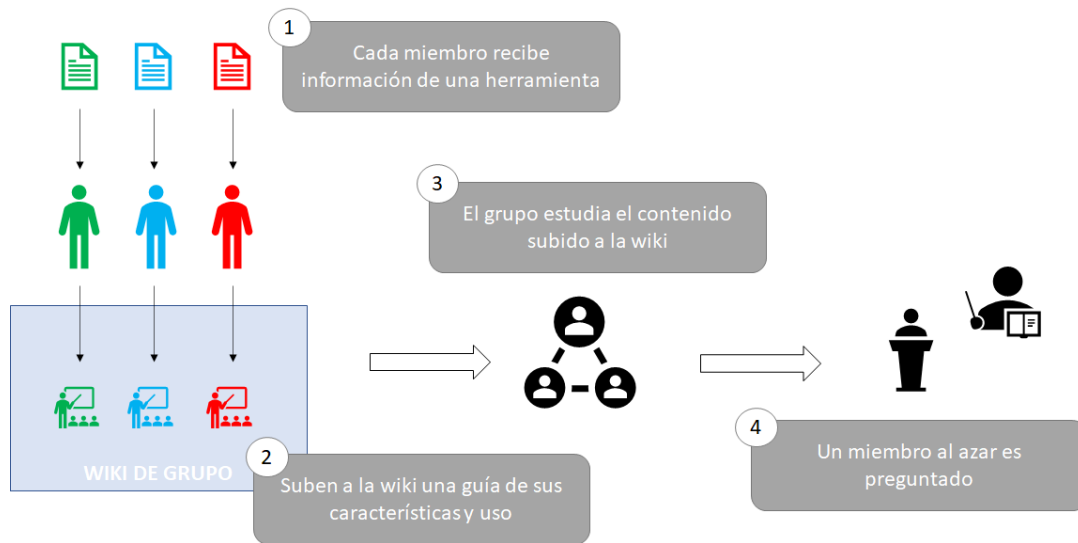 1
Cada miembro recibe
información de una herramienta
3
El grupo estudia el contenido
subido a la wiki
WIKI DE GRUPO
2
Suben a la wiki una guía de sus
características y uso
4
Un miembro al azar es
preguntado